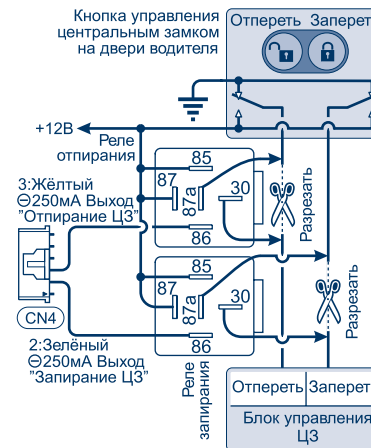 Кнопка управления
центральным замком
на двери водителя
Отпереть Заперет
+12В
Реле
отпирания
85
87
87a
30
86
Разрезать
3:Жёлтый
⊖250мА Выход
"Отпирание ЦЗ"
CN4
85
87
87a
30
86
Разрезать
2:Зелёный
⊖250мА Выход
"Запирание ЦЗ"
Реле
запирания
Отпереть Заперет
Блок управления
ЦЗ